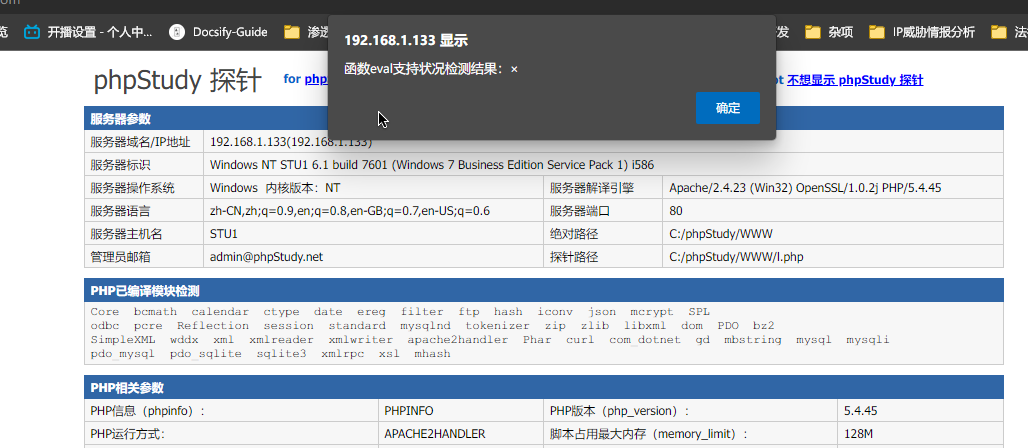 om
览 开播设置 - 个人中... Docsify-Guide 渗透 发 杂项 IP威胁情报分析 法
192.168.1.133 显示
函数eval支持状况检测结果：×
确定
phpStudy 探针 for php ot 不想显示 phpStudy 探针
服务器参数
服务器域名/IP地址 192.168.1.133(192.168.1.133)
服务器标识 Windows NT STU1 6.1 build 7601 (Windows 7 Business Edition Service Pack 1) i586
服务器操作系统 Windows 内核版本：NT 服务器解译引擎 Apache/2.4.23 (Win32) OpenSSL/1.0.2j PHP/5.4.45
服务器语言 zh-CN,zh;q=0.9,en;q=0.8,en-GB;q=0.7,en-US;q=0.6 服务器端口 80
服务器主机名 STU1 绝对路径 C:/phpStudy/WWW
管理员邮箱 admin@phpStudy.net 探针路径 C:/phpStudy/WWW/l.php
PHP已编译模块检测
Core bcmath calendar ctype date ereg filter ftp hash iconv json mcrypt SPL
odbc pcre Reflection session standard mysqlnd tokenizer zip zlib libxml dom PDO bz2
SimpleXML wddx xml xmlreader xmlwriter apache2handler Phar curl com_dotnet gd mbstring mysql mysqli
pdo_mysql pdo_sqlite sqlite3 xmlrpc xsl mhash
PHP相关参数
PHP信息（phpinfo）： PHPINFO PHP版本（php_version）： 5.4.45
PHP运行方式： APACHE2HANDLER 脚本占用最大内存（memory_limit）： 128M